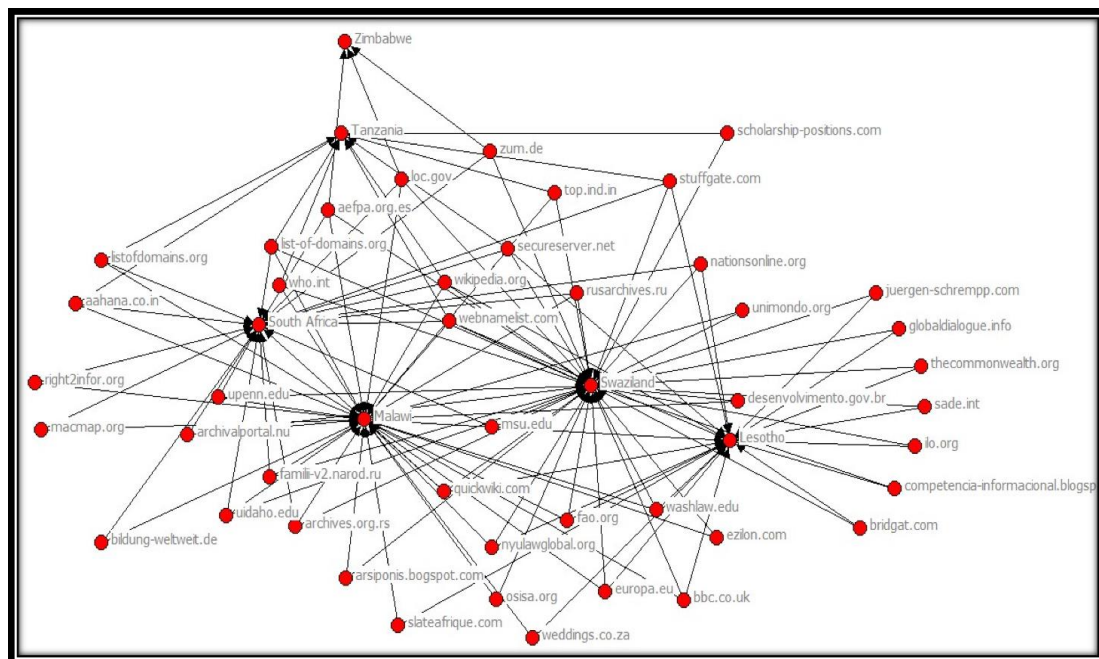 Zimbabwe
Tanzania
scholarship-positions.com
zum.de
loc.gov
stuffgate.com
top.ind.in
aefpa.org.es
list-of-domains.org
secureserver.net
listofdomains.org
nationsonline.org
wikipedia.org
who.int
rusarchives.ru
juergen-schrempp.com
aahana.co.in
unimondo.org
webnamelist.com
South Africa
globaldialogue.info
thecommonwealth.org
right2infor.org
Swaziland
upenn.edu
desenvolvimento.gov.br
sade.int
Malawi
msu.edu
macmap.org
archivalportal.nu
Lesotho
ilo.org
famili-v2.narod.ru
competencia-informacional.blogsp
quickwiki.com
washlaw.edu
uidaho.edu
fao.org
archives.org.rs
bridgat.com
ezilon.com
bildung-weltweit.de
nyulawglobal.org
arsiponis.bogspot.com
europa.eu
osisa.org
bbc.co.uk
slateafrique.com
weddings.co.za